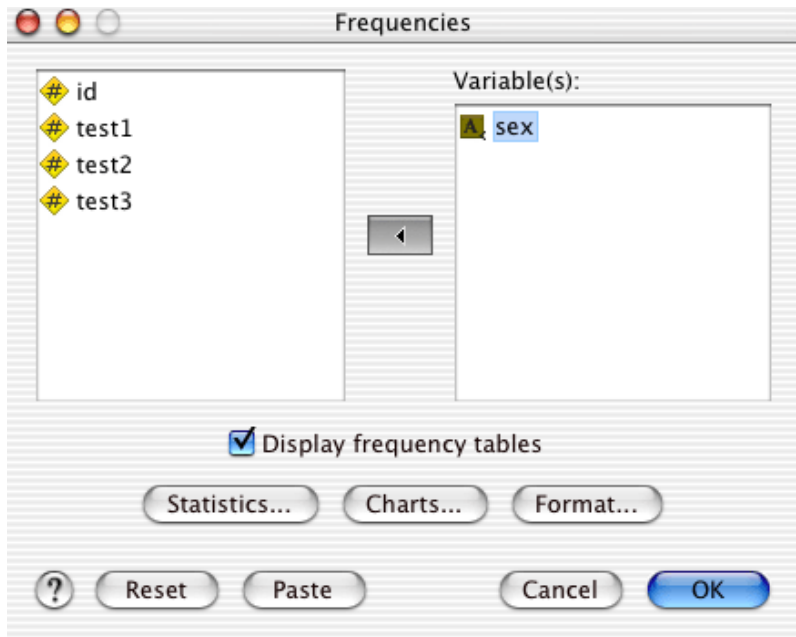 Frequencies
# id
# test1
# test2
# test3
Variable(s):
A sex
Display frequency tables
Statistics...
Charts...
Format...
?
Reset
Paste
Cancel
OK